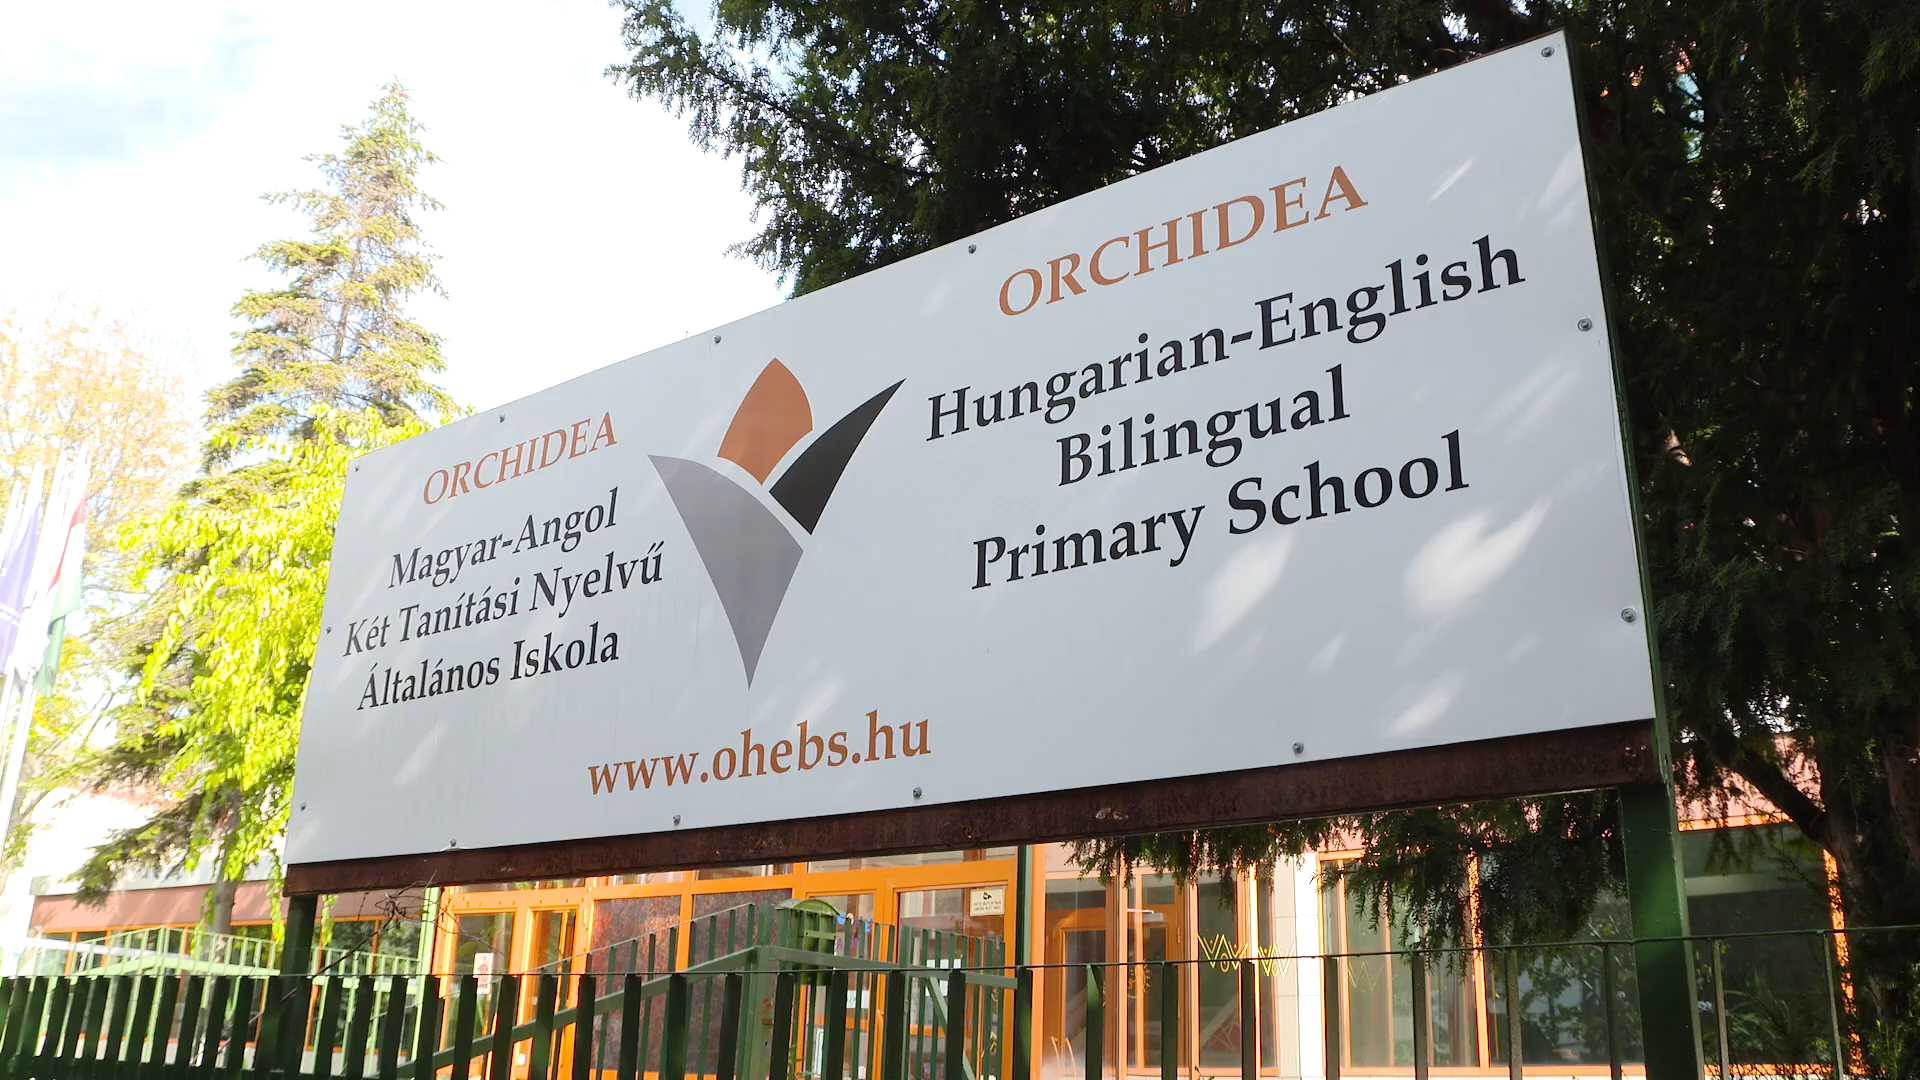 ORCHIDEA
Magyar-Angol
Két Tanítási Nyelvű
Általános Iskola
ORCHIDEA
Hungarian-English
Bilingual
Primary School
www.ohebs.hu